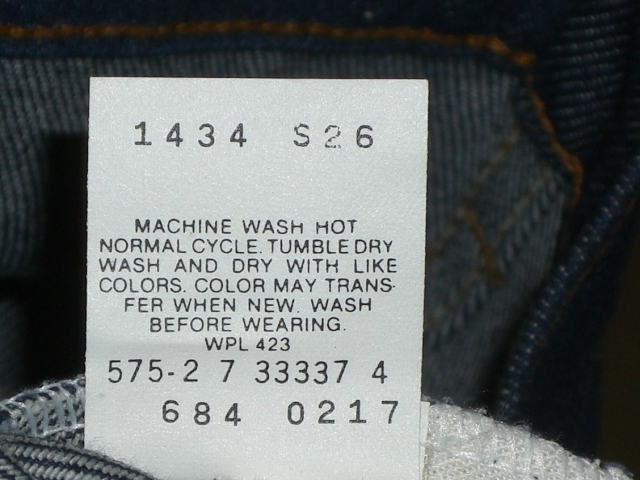 1434 S26
MACHINE WASH HOT
NORMAL CYCLE. TUMBLE DRY
WASH AND DRY WITH LIKE
COLORS. COLOR MAY TRANS-
FER WHEN NEW. WASH
BEFORE WEARING.
WPL 423
575-2 7 33337 4
684 0217